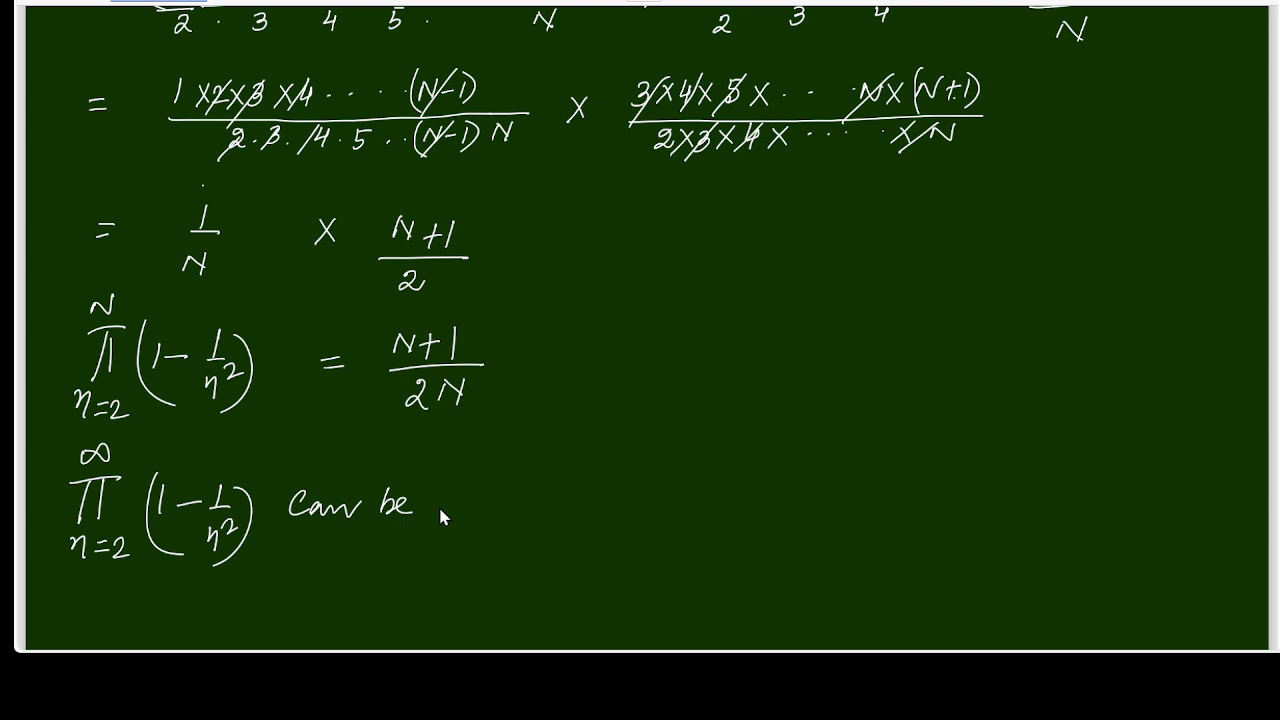 2 . 3 4 5 . N 2 3 4 N
= 1 x 2 x 3 x 4 . . . . (N-1) / 2 . 3 . 4 . 5 . . (N-1) N x 3 x 4 x 5 x . . . N x (N+1) / 2 x 3 x 4 x . . . . x N
= 1/N x N+1/2
N ∏ n=2 (1 - 1/n²) = N+1/2N
∞ ∏ n=2 (1 - 1/n²) can be